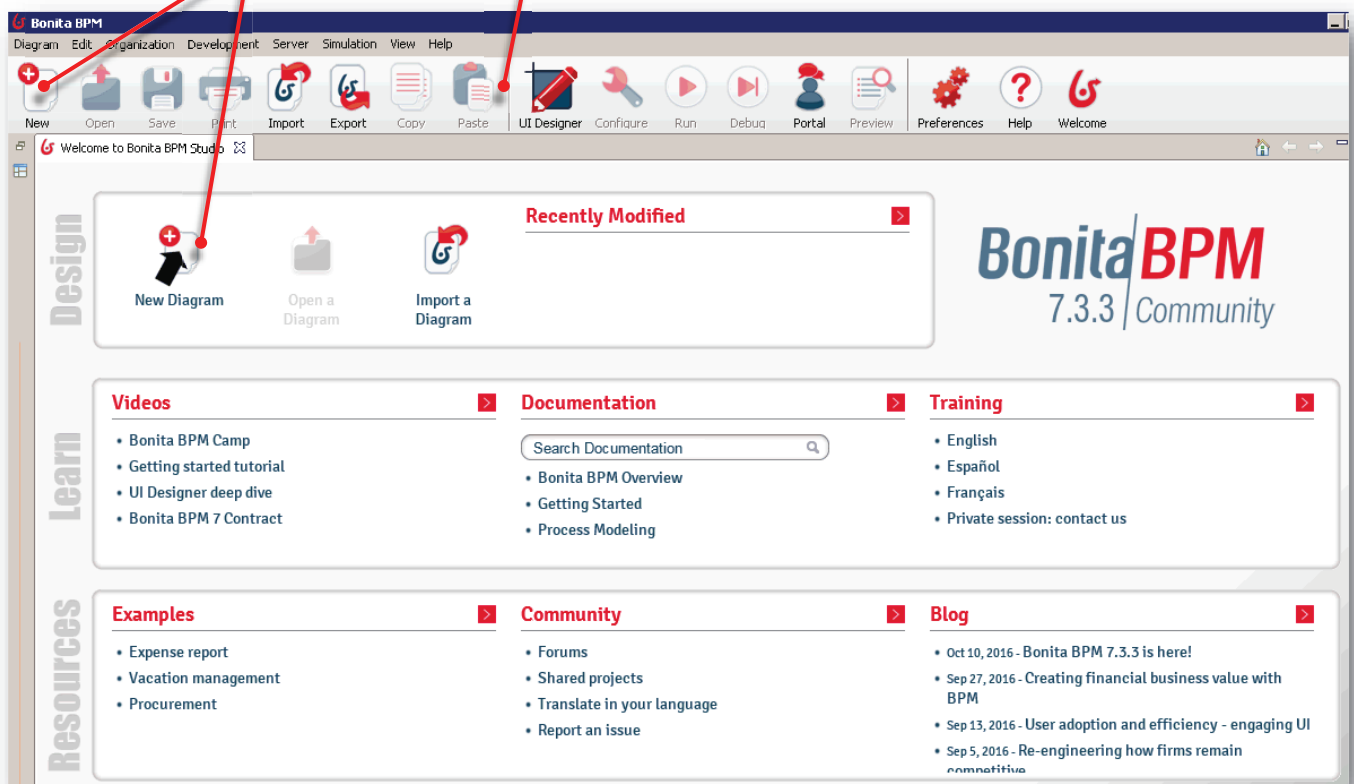 Bonita BPM
Diagram Edit Organization Development Server Simulation View Help
New Open Save Print Import Export Copy Paste UI Designer Configure Run Debug Portal Preview Preferences Help Welcome
Welcome to Bonita BPM Studio
Design
New Diagram
Open a
Diagram
Import a
Diagram
Recently Modified
Bonita BPM
7.3.3 Community
Learn
Videos
• Bonita BPM Camp
• Getting started tutorial
• UI Designer deep dive
• Bonita BPM 7 Contract
Documentation
Search Documentation
• Bonita BPM Overview
• Getting Started
• Process Modeling
Training
• English
• Español
• Français
• Private session: contact us
Resources
Examples
• Expense report
• Vacation management
• Procurement
Community
• Forums
• Shared projects
• Translate in your language
• Report an issue
Blog
• Oct 10, 2016 - Bonita BPM 7.3.3 is here!
• Sep 27, 2016 - Creating financial business value with
BPM
• Sep 13, 2016 - User adoption and efficiency - engaging UI
• Sep 5, 2016 - Re-engineering how firms remain
competitive